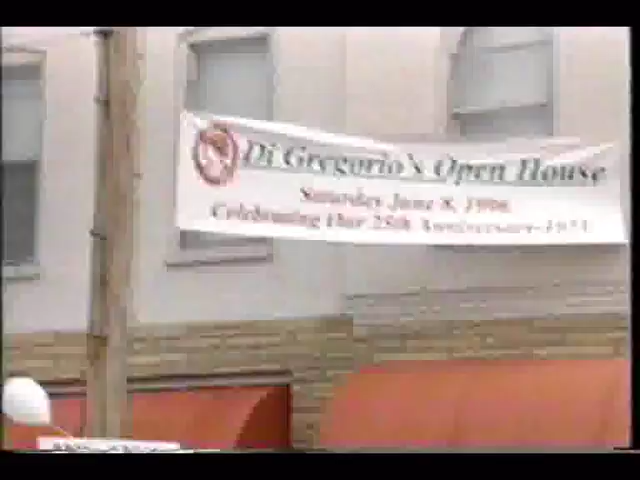 Di Gregorio's Open House
Saturday June 8, 1996
Celebrating Our 25th Anniversary-1971